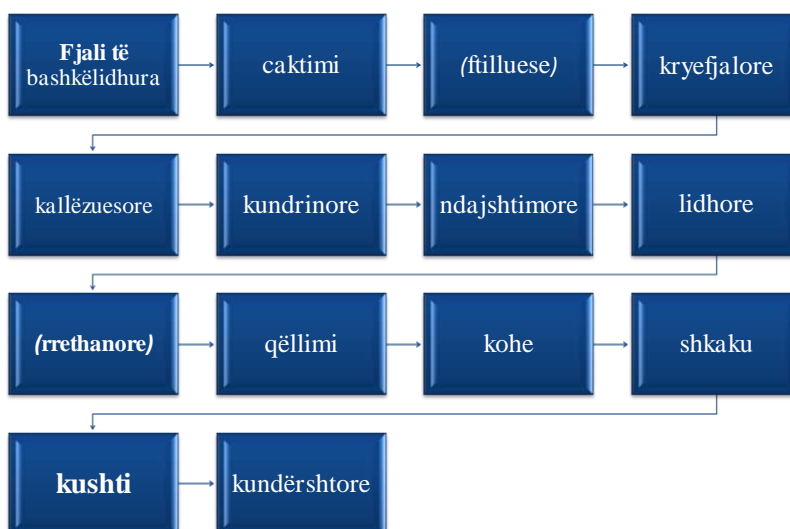 Fjali të
bashkëlidhura
caktimi
(ftilluese)
kryefjalore
kallëzuesore
kundrinore
ndajshtimore
lidhore
(rrethanore)
qëllimi
kohe
shkaku
kushti
kundërshtore